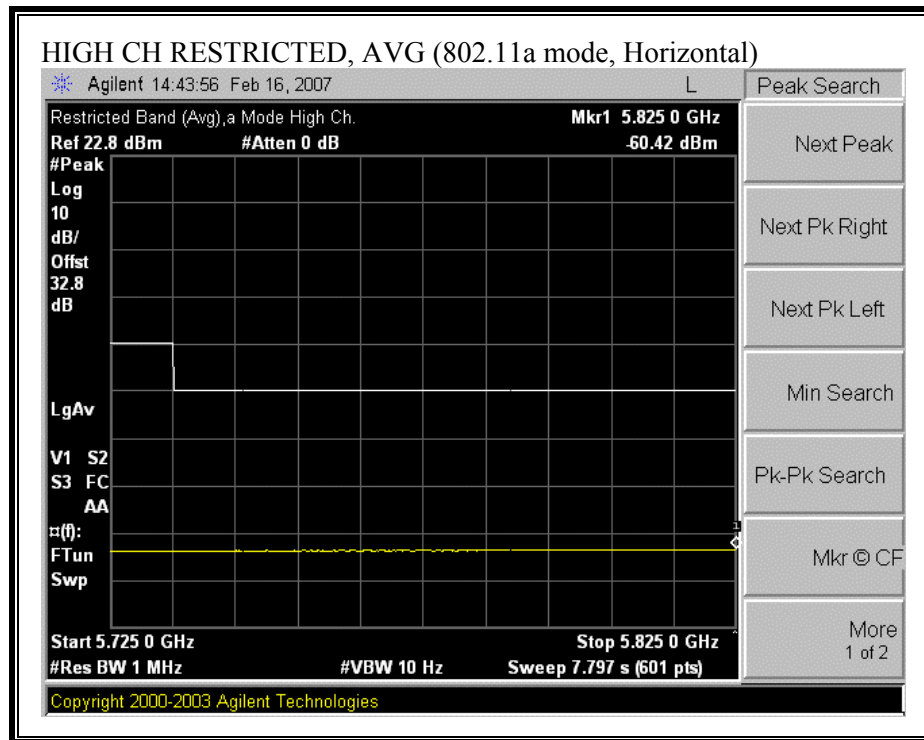 HIGH CH RESTRICTED, AVG (802.11a mode, Horizontal)
Agilent 14:43:56 Feb 16, 2007 L
Peak Search
Restricted Band (Avg),a Mode High Ch. Mkr1 5.825 0 GHz
Ref 22.8 dBm #Atten 0 dB -60.42 dBm
#Peak
Log
10
dB/
Offst
32.8
dB
LgAv
V1 S2
S3 FC
AA
¤(f):
FTun
Swp
1
Start 5.725 0 GHz Stop 5.825 0 GHz
#Res BW 1 MHz #VBW 10 Hz Sweep 7.797 s (601 pts)
Copyright 2000-2003 Agilent Technologies
Next Peak
Next Pk Right
Next Pk Left
Min Search
Pk-Pk Search
Mkr © CF
More
1 of 2